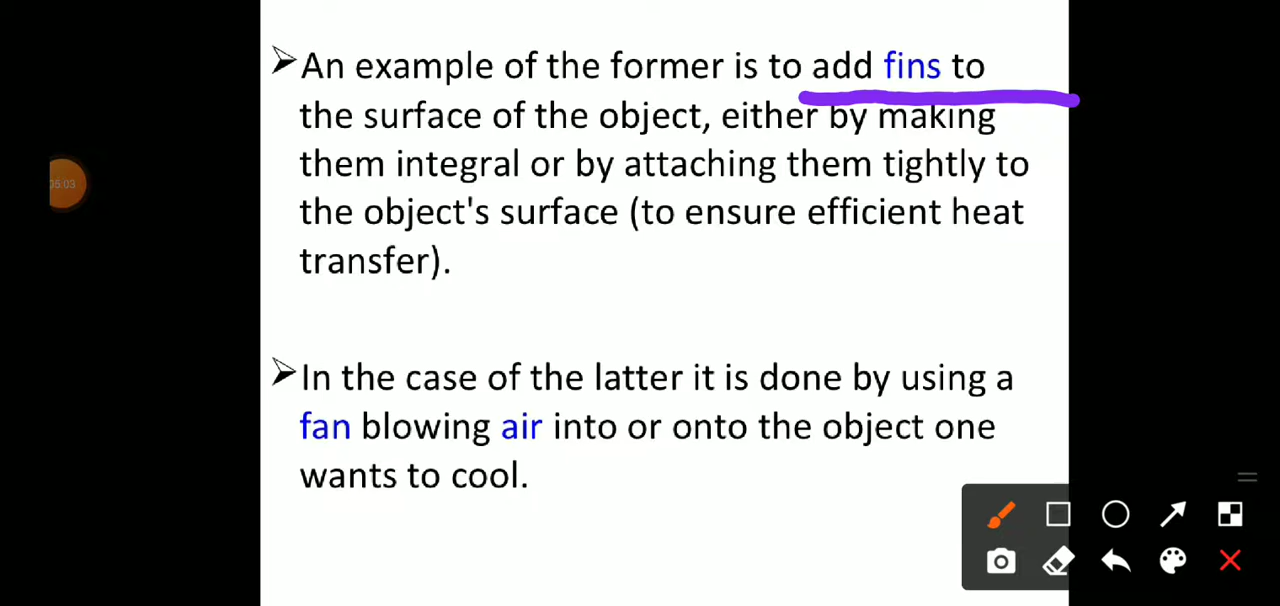 An example of the former is to add fins to
the surface of the object, either by making
them integral or by attaching them tightly to
the object's surface (to ensure efficient heat
transfer).
05:03
In the case of the latter it is done by using a
fan blowing air into or onto the object one
wants to cool.